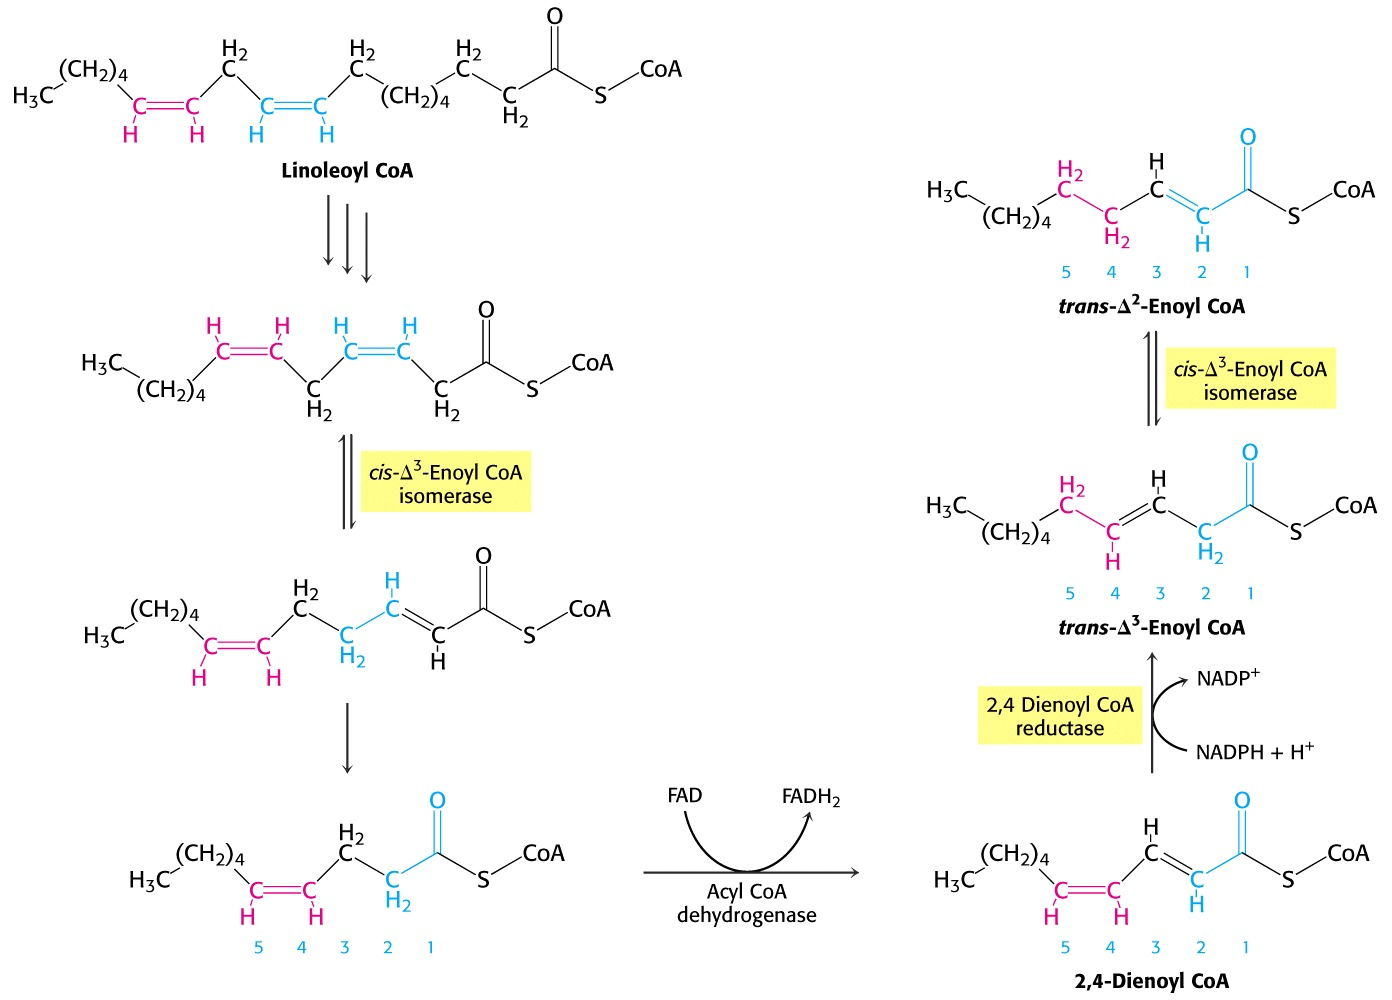 O
H₂ H₂ H₂
(CH₂)₄ CoA
H₃C C C C C C C C (CH₂)₄ C C C S
H H H H H₂
Linoleoyl CoA
H H H H O
H₃C C C C C C CoA
(CH₂)₄ C C S
H₂ H₂
cis-Δ³-Enoyl CoA
isomerase
O
H₂ H
(CH₂)₄ C C C CoA
H₃C C C C C S
H H H₂ H
O
H₂
(CH₂)₄ C C CoA
H₃C C C C S
H H H₂
5 4 3 2 1
FAD FADH₂
Acyl CoA
dehydrogenase
O
H
(CH₂)₄ C C CoA
H₃C C C C S
H H H
5 4 3 2 1
2,4-Dienoyl CoA
2,4 Dienoyl CoA
reductase
NADP⁺
NADPH + H⁺
O
H₂ H
H₃C C C C CoA
(CH₂)₄ C C S
H H₂
5 4 3 2 1
trans-Δ³-Enoyl CoA
cis-Δ³-Enoyl CoA
isomerase
O
H₂ H
H₃C C C C CoA
(CH₂)₄ C C S
H₂ H
5 4 3 2 1
trans-Δ²-Enoyl CoA